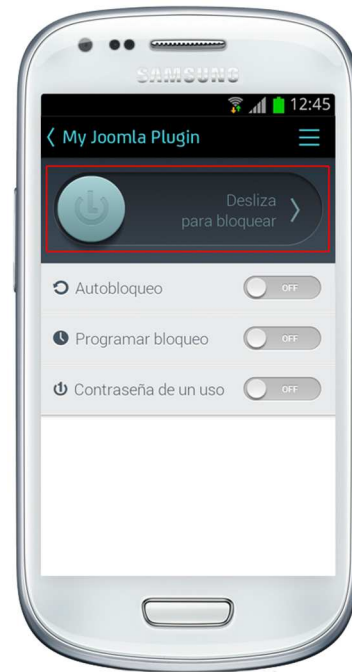 SAMSUNG
12:45
My Joomla Plugin
Desliza
para bloquear
Autobloqueo
OFF
Programar bloqueo
OFF
Contraseña de un uso
OFF